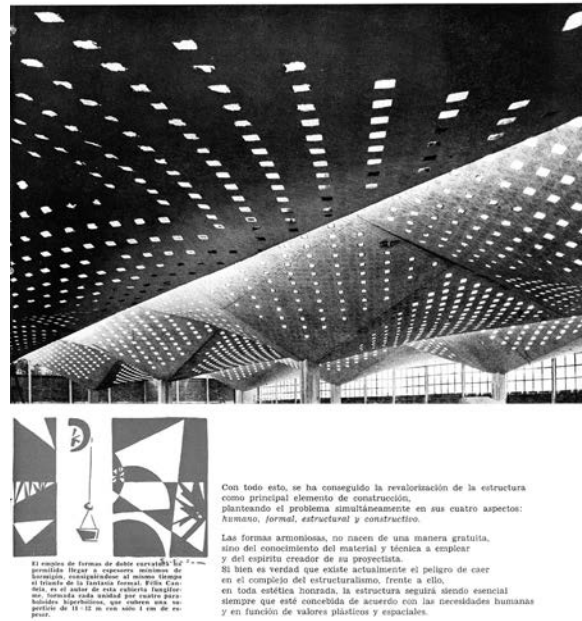 El empleo de formas de doble curvatura ha
permitido llegar a espesores mínimos de
hormigón, consiguiéndose al mismo tiempo
el triunfo de la fantasía formal. Félix Can-
dela, es el autor de esta cubierta fungifor-
me, formada cada unidad por cuatro para-
boloides hiperbólicos, que cubren una su-
perficie de 11 × 12 m con sólo 4 cm de es-
pesor.
Con todo esto, se ha conseguido la revalorización de la estructura
como principal elemento de construcción,
planteando el problema simultáneamente en sus cuatro aspectos:
humano, formal, estructural y constructivo.
Las formas armoniosas, no nacen de una manera gratuita,
sino del conocimiento del material y técnica a emplear
y del espíritu creador de su proyectista.
Si bien es verdad que existe actualmente el peligro de caer
en el complejo del estructuralismo, frente a ello,
en toda estética honrada, la estructura seguirá siendo esencial
siempre que esté concebida de acuerdo con las necesidades humanas
y en función de valores plásticos y espaciales.